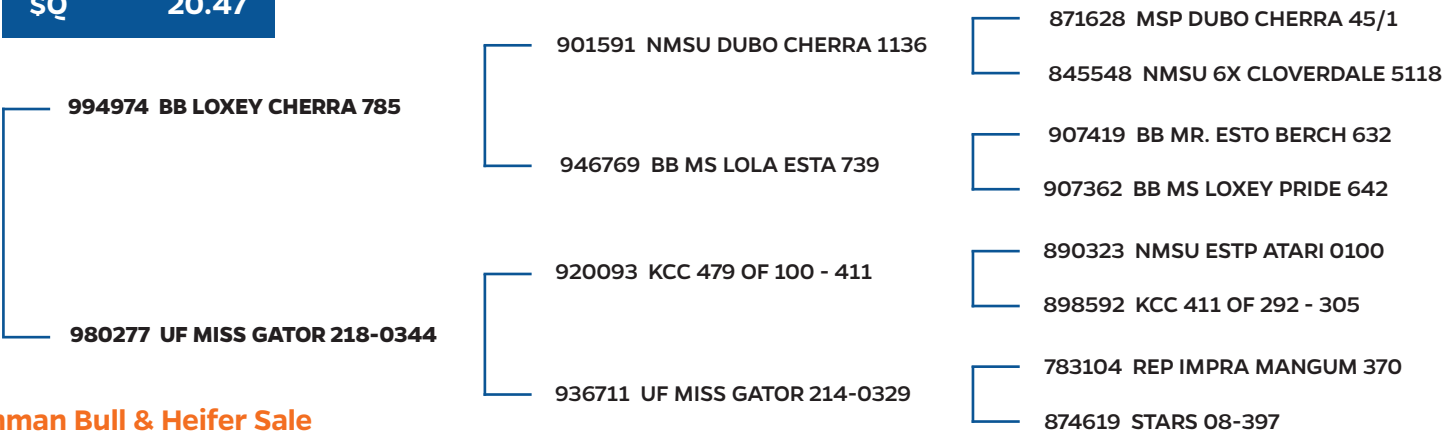 $Q 20.47
871628 MSP DUBO CHERRA 45/1
901591 NMSU DUBO CHERRA 1136
845548 NMSU 6X CLOVERDALE 5118
994974 BB LOXEY CHERRA 785
907419 BB MR. ESTO BERCH 632
946769 BB MS LOLA ESTA 739
907362 BB MS LOXEY PRIDE 642
890323 NMSU ESTP ATARI 0100
920093 KCC 479 OF 100 - 411
898592 KCC 411 OF 292 - 305
980277 UF MISS GATOR 218-0344
783104 REP IMPRA MANGUM 370
936711 UF MISS GATOR 214-0329
874619 STARS 08-397
Bull & Heifer Sale